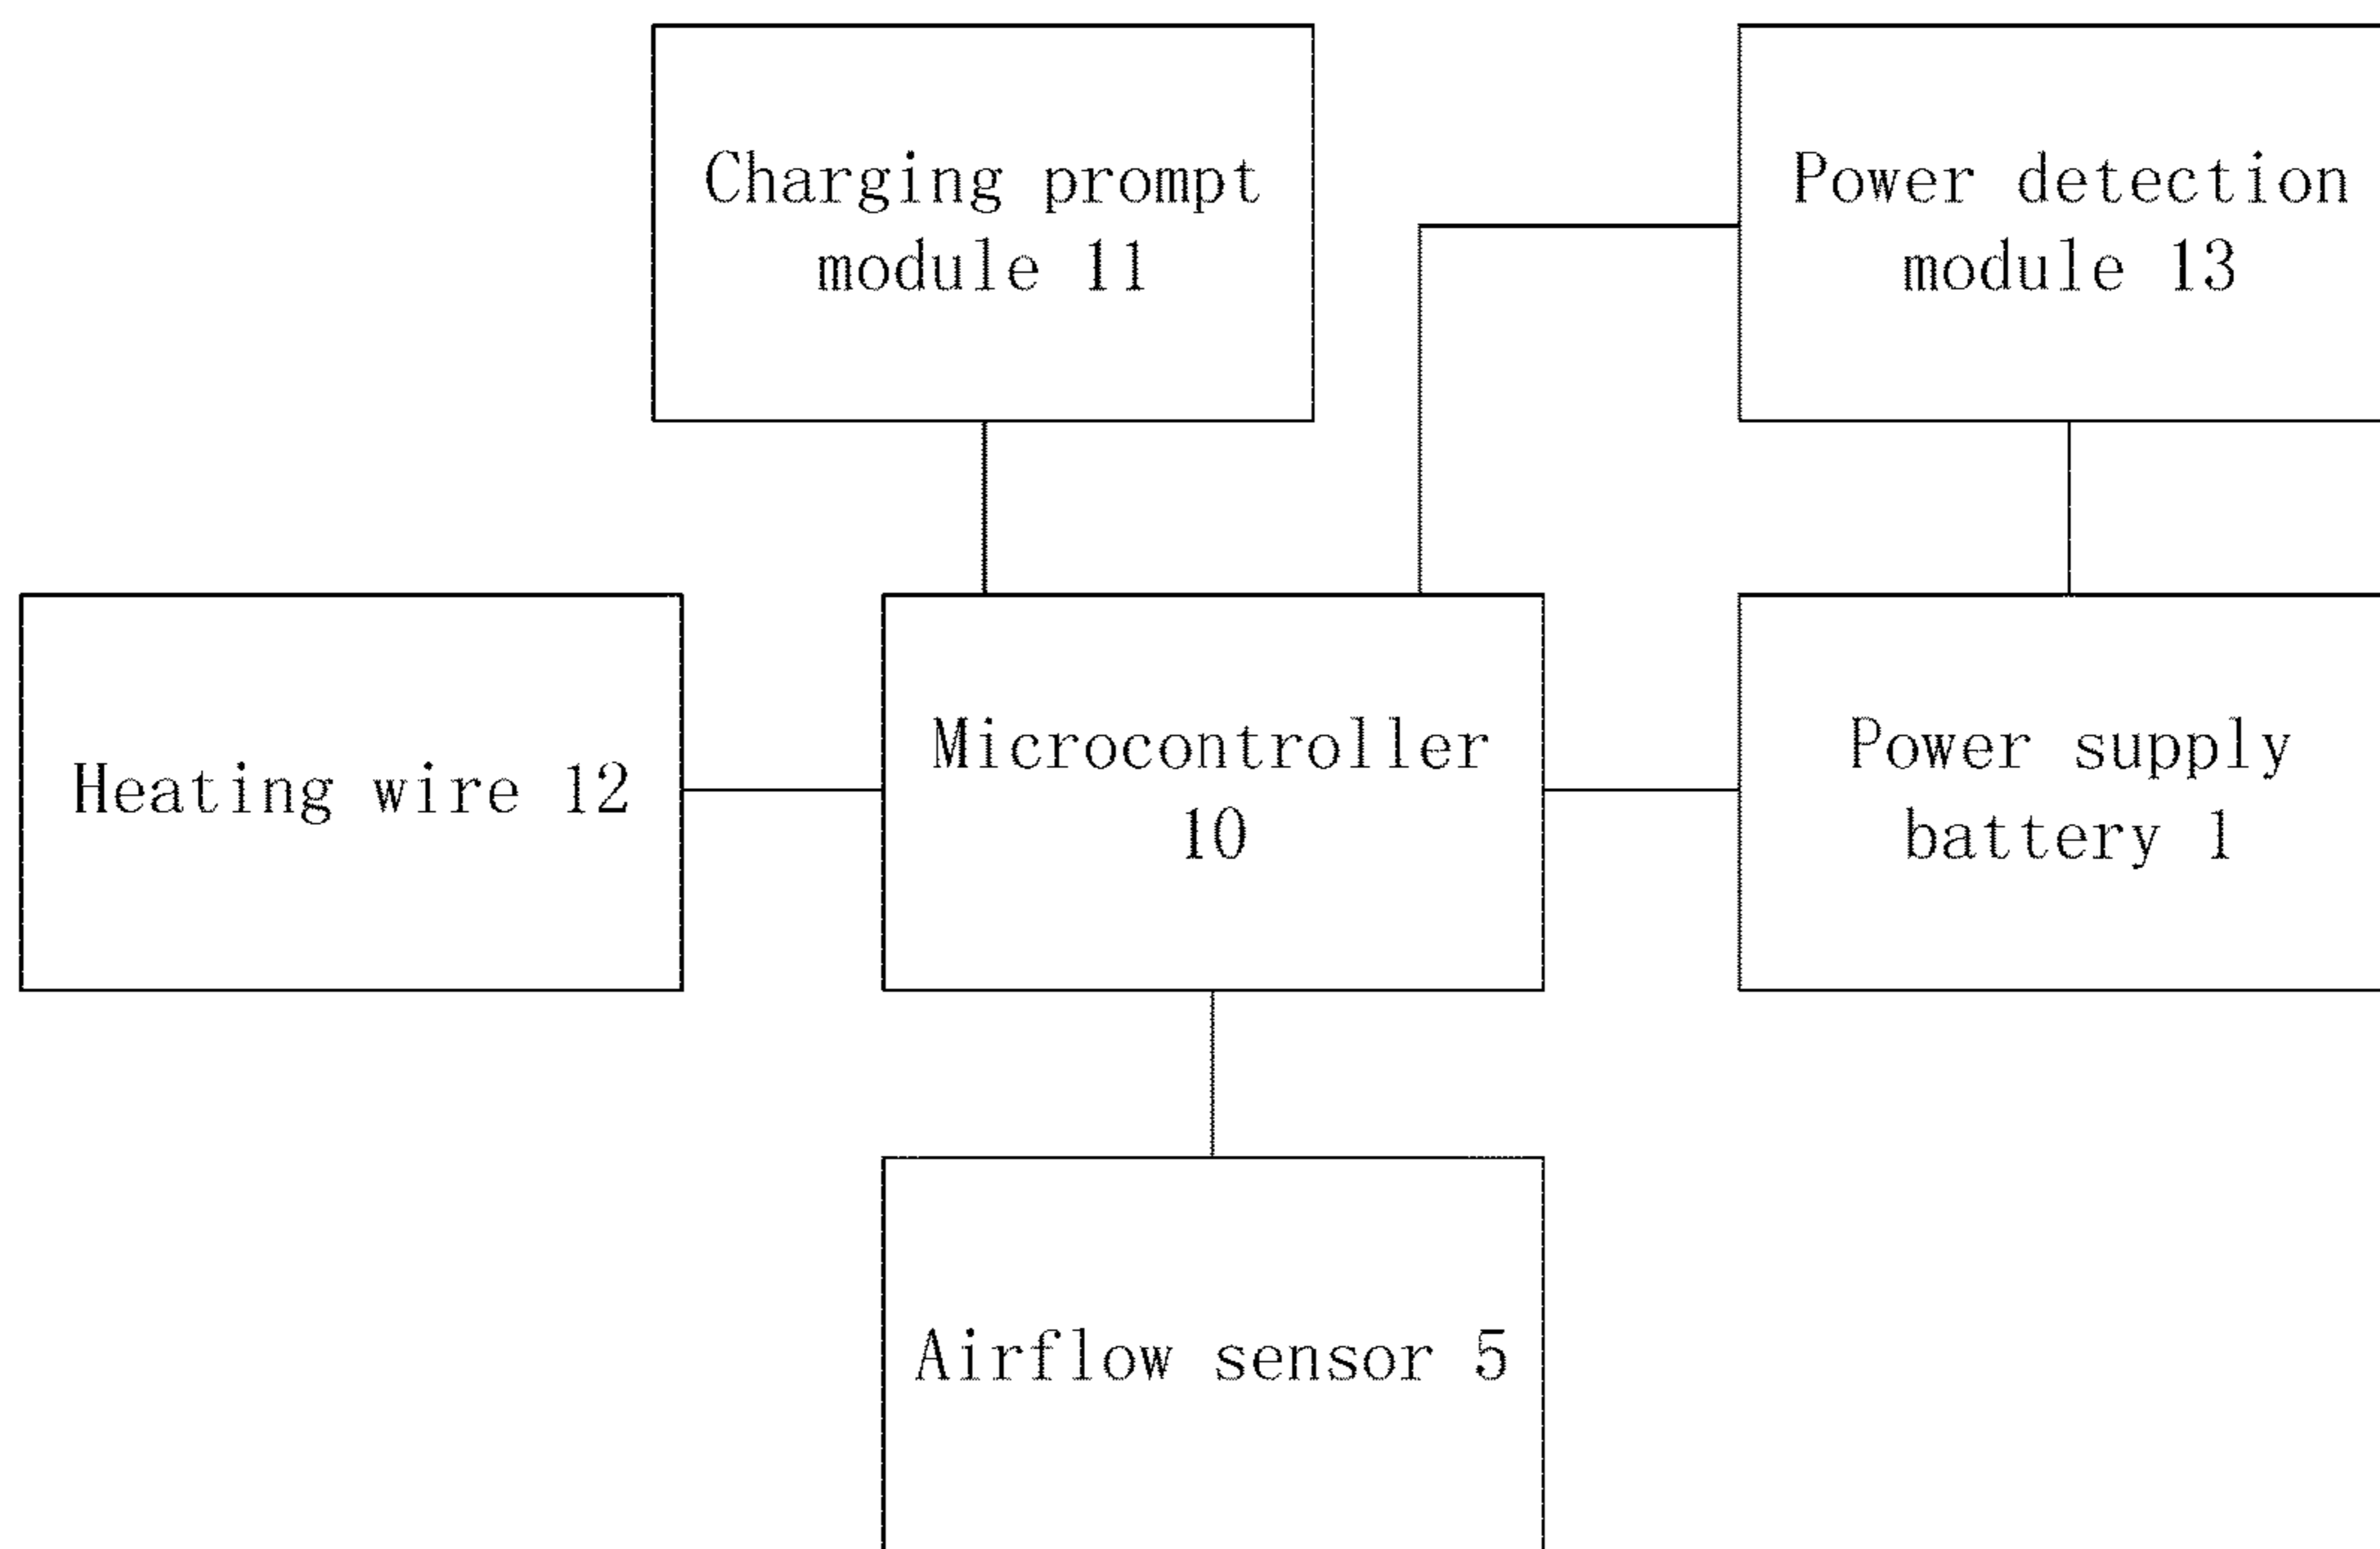 Charging prompt
module 11
Power detection
module 13
Heating wire 12
Microcontroller
10
Power supply
battery 1
Airflow sensor 5